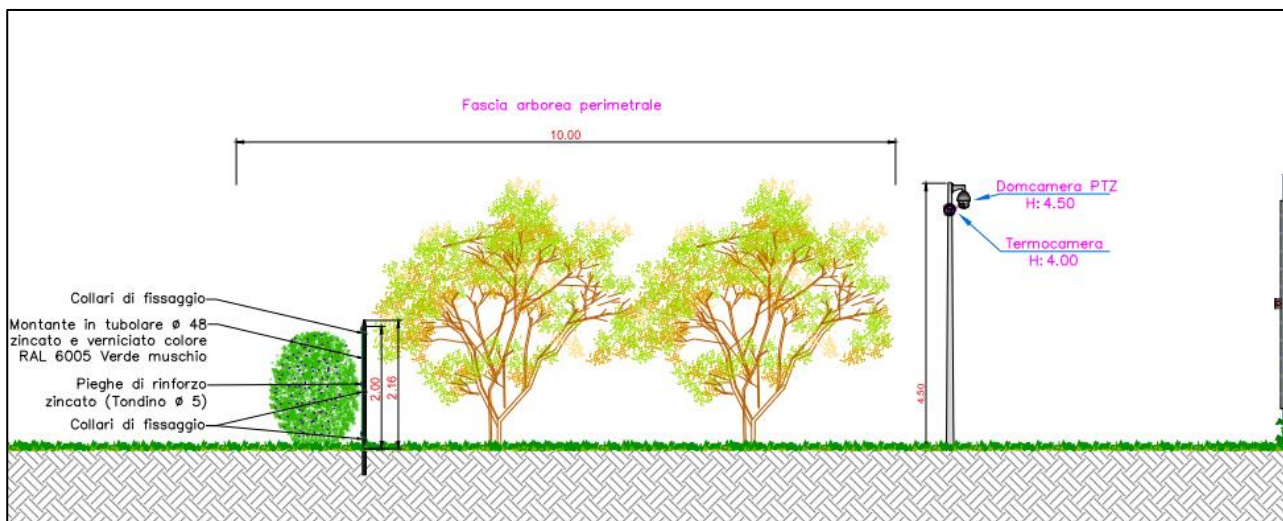 Fascia arborea perimetrale
10.00
Domcamera PTZ
H: 4.50
Termocamera
H: 4.00
Collari di fissaggio
Montante in tubolare ø 48
zincato e verniciato colore
RAL 6005 Verde muschio
Pieghe di rinforzo
zincato (Tondino ø 5)
Collari di fissaggio
2.00
2.16
4.50